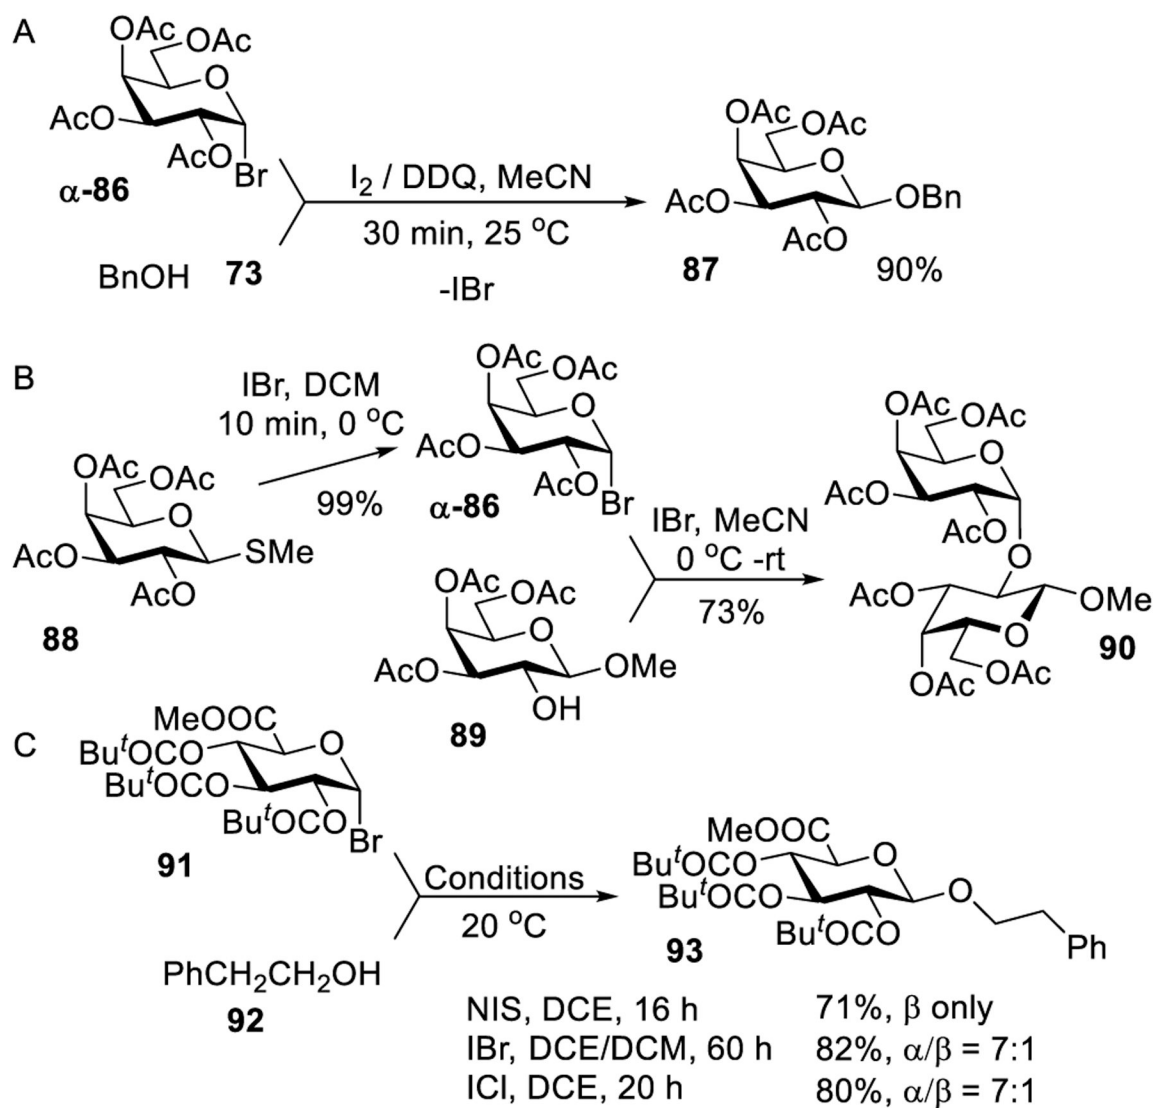 A
OAc
OAc
O
AcO
AcO
Br
α-86
I2 / DDQ, MeCN
30 min, 25 °C
-IBr
BnOH 73
OAc
OAc
O
AcO
OBn
AcO
87
90%
B
IBr, DCM
10 min, 0 °C
99%
OAc
OAc
O
AcO
SMe
AcO
88
OAc
OAc
O
AcO
AcO
Br
α-86
OAc
OAc
O
AcO
OMe
OH
89
IBr, MeCN
0 °C -rt
73%
OAc
OAc
O
AcO
AcO
O
AcO
OMe
O
OAc
OAc
90
C
MeOOC
O
ButOCO
ButOCO
ButOCO
Br
91
Conditions
20 °C
PhCH2CH2OH
92
MeOOC
O
ButOCO
ButOCO
O
ButOCO
Ph
93
NIS, DCE, 16 h 71%, β only
IBr, DCE/DCM, 60 h 82%, α/β = 7:1
ICl, DCE, 20 h 80%, α/β = 7:1